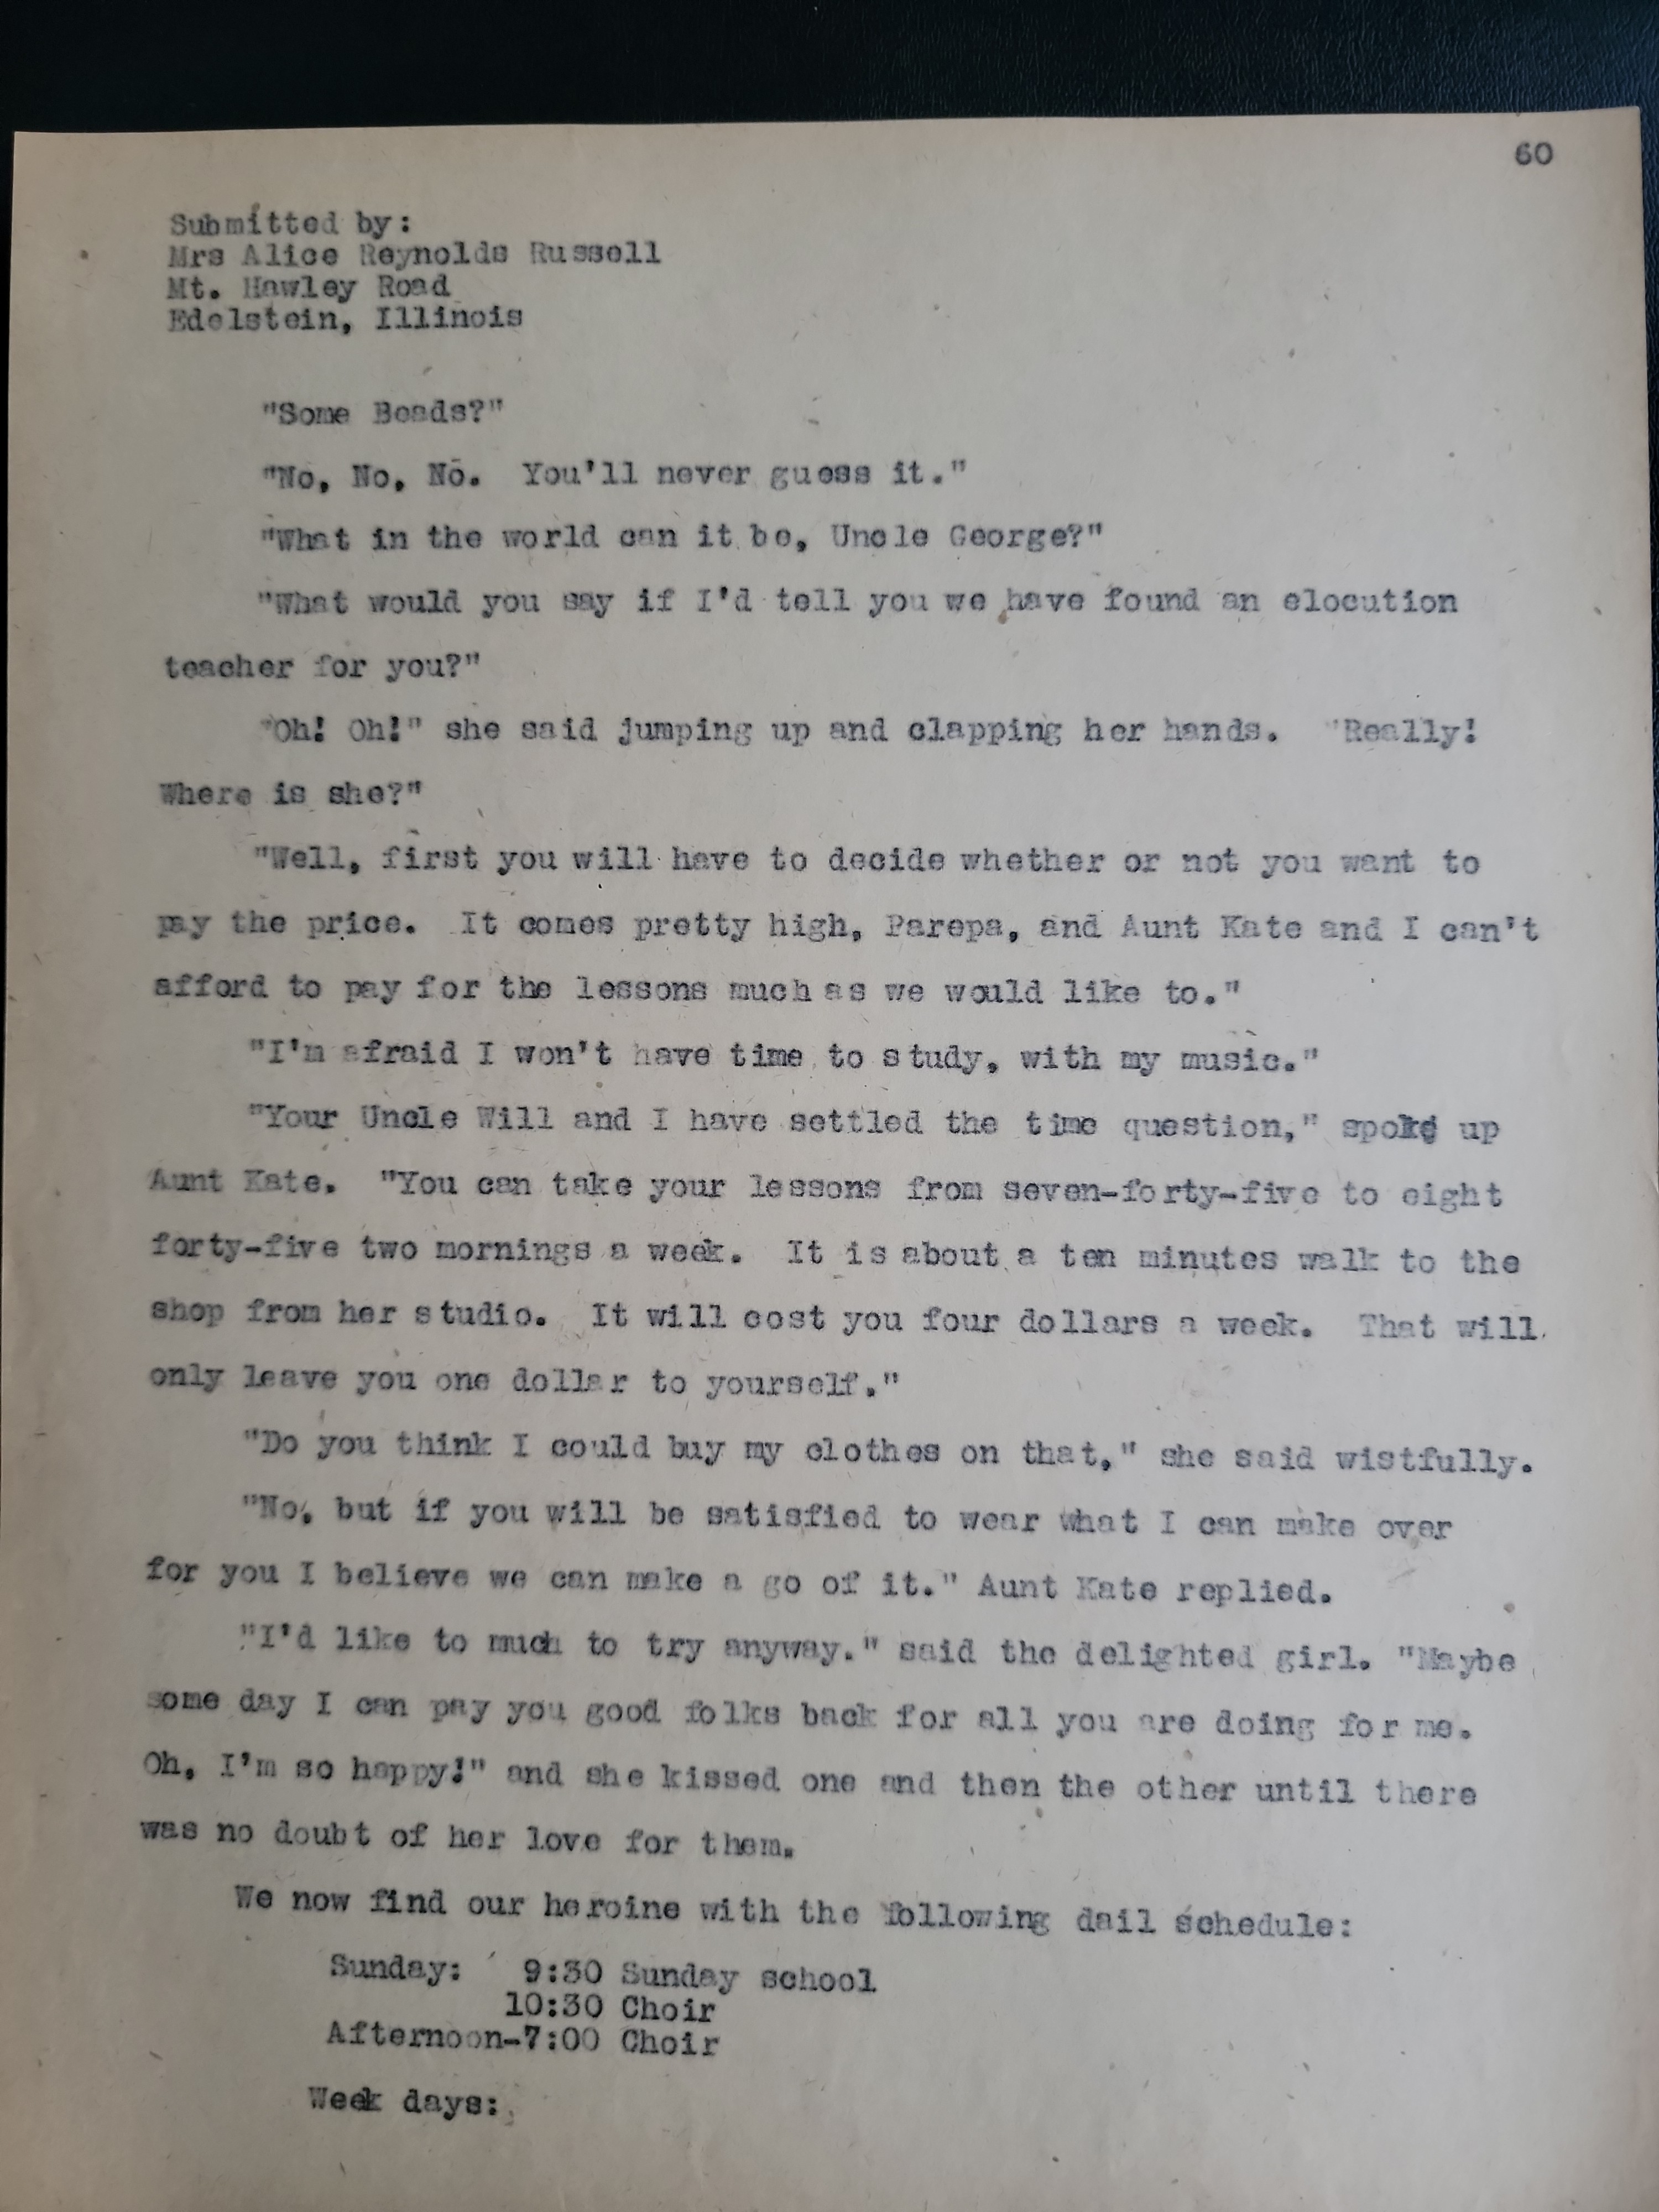 60
Submitted by:
Mrs Alice Reynolds Russell
Mt. Hawley Road
Edelstein, Illinois
"Some Beads?"
"No, No, No. You'll never guess it."
"What in the world can it be, Uncle George?"
"What would you say if I'd tell you we have found an elocution
teacher for you?"
"Oh! Oh!" she said jumping up and clapping her hands. "Really!
Where is she?"
"Well, first you will have to decide whether or not you want to
pay the price. It comes pretty high, Parepa, and Aunt Kate and I can't
afford to pay for the lessons much as we would like to."
"I'm afraid I won't have time to study, with my music."
"Your Uncle Will and I have settled the time question," spoke up
Aunt Kate. "You can take your lessons from seven-forty-five to eight
forty-five two mornings a week. It is about a ten minutes walk to the
shop from her studio. It will cost you four dollars a week. That will
only leave you one dollar to yourself."
"Do you think I could buy my clothes on that," she said wistfully.
"No, but if you will be satisfied to wear what I can make over
for you I believe we can make a go of it." Aunt Kate replied.
"I'd like to much to try anyway." said the delighted girl. "Maybe
some day I can pay you good folks back for all you are doing for me.
Oh, I'm so happy!" and she kissed one and then the other until there
was no doubt of her love for them.
We now find our heroine with the following dail schedule:
Sunday: 9:30 Sunday school
10:30 Choir
Afternoon-7:00 Choir
Week days: